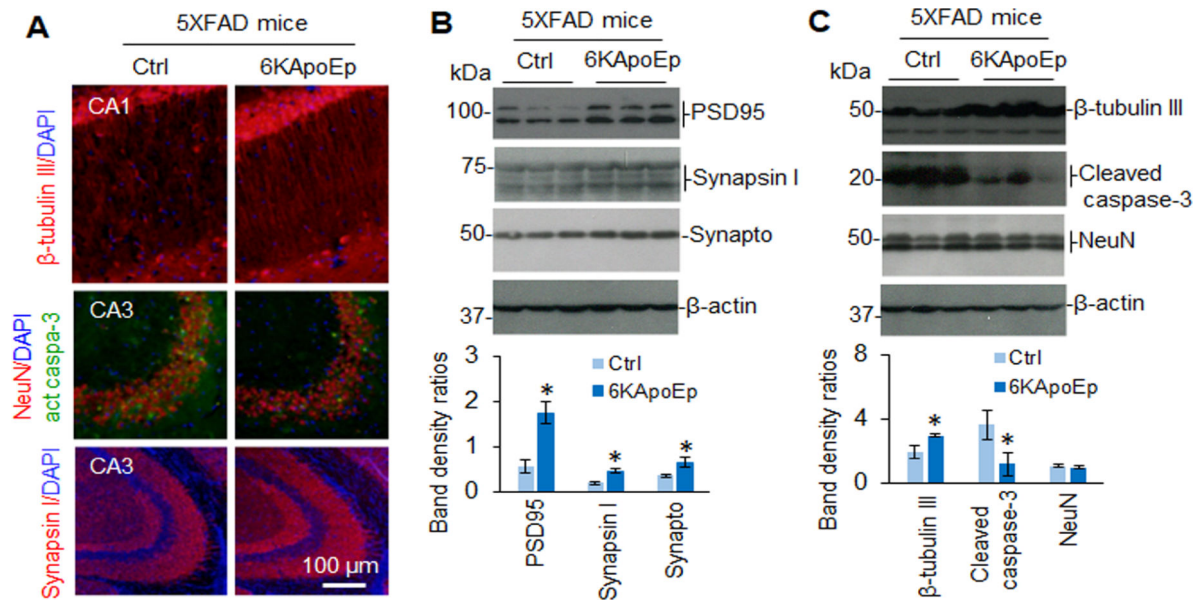 A
5XFAD mice
Ctrl
6KApoEp
β-tubulin III/DAPI
CA1
NeuN/DAPI
act caspa-3
CA3
Synapsin I/DAPI
CA3
100 µm
B
5XFAD mice
kDa
Ctrl
6KApoEp
100
PSD95
75
Synapsin I
50
Synapto
37
β-actin
Band density ratios
3
2
1
0
Ctrl
6KApoEp
*
*
*
PSD95
Synapsin I
Synapto
C
5XFAD mice
kDa
Ctrl
6KApoEp
50
β-tubulin III
20
Cleaved
caspase-3
50
NeuN
37
β-actin
Band density ratios
8
4
0
Ctrl
6KApoEp
*
*
β-tubulin III
Cleaved
caspase-3
NeuN